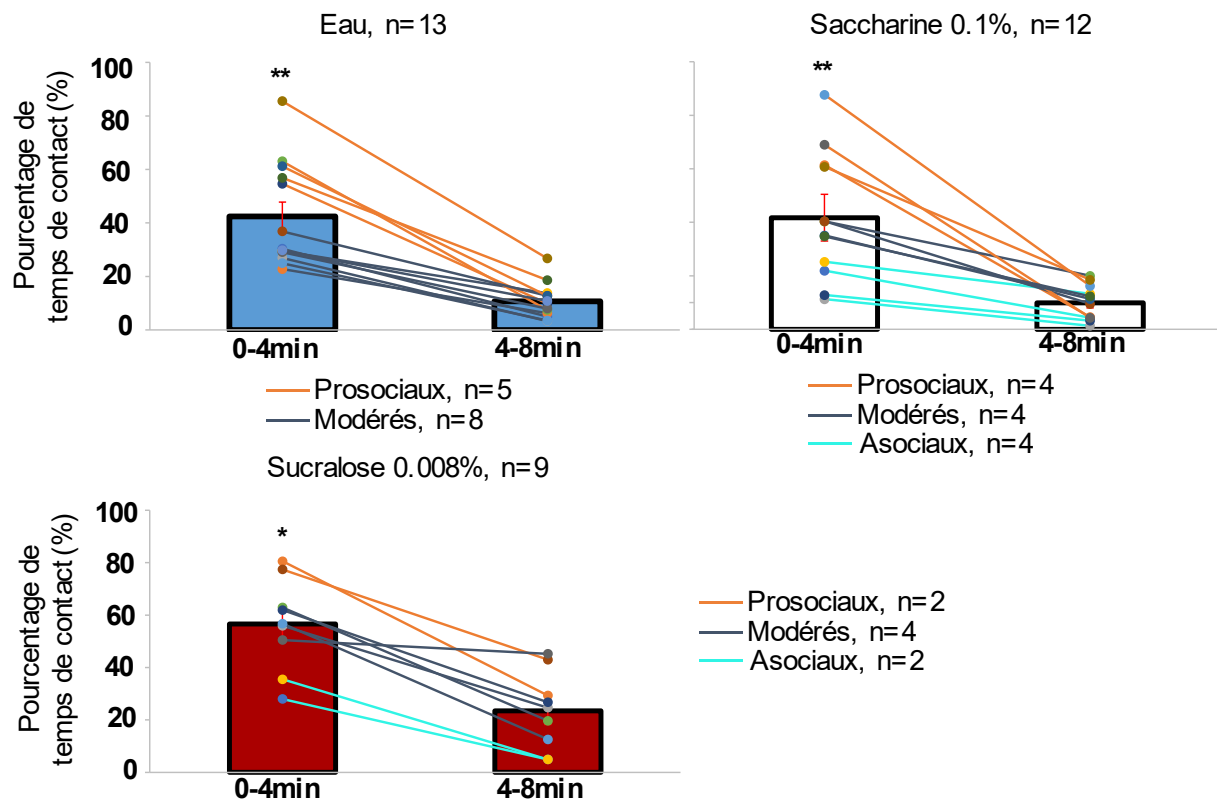 Eau, n=13
Pourcentage de
temps de contact (%)
100
80
60
40
20
0
**
0-4min
4-8min
Prosociaux, n=5
Modérés, n=8
Saccharine 0.1%, n=12
**
0-4min
4-8min
Prosociaux, n=4
Modérés, n=4
Asociaux, n=4
Sucralose 0.008%, n=9
Pourcentage de
temps de contact (%)
100
80
60
40
20
0
*
0-4min
4-8min
Prosociaux, n=2
Modérés, n=4
Asociaux, n=2